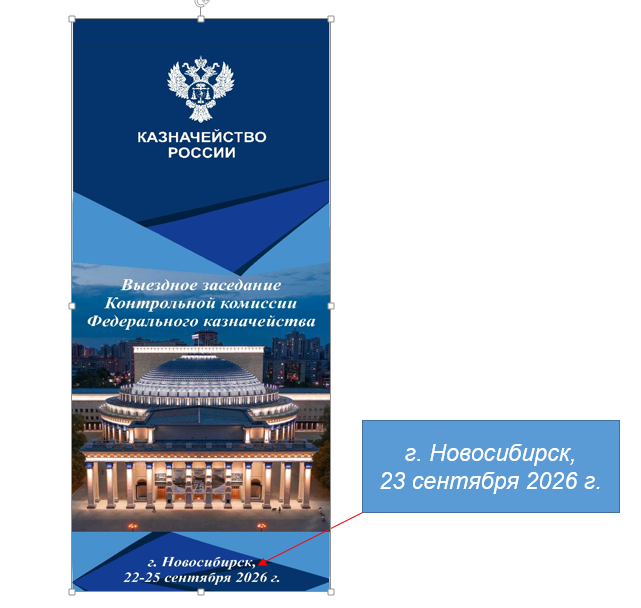 КАЗНАЧЕЙСТВО
РОССИИ
Выездное заседание
Контрольной комиссии
Федерального казначейства
г. Новосибирск,
22-25 сентября 2026 г.
г. Новосибирск,
23 сентября 2026 г.